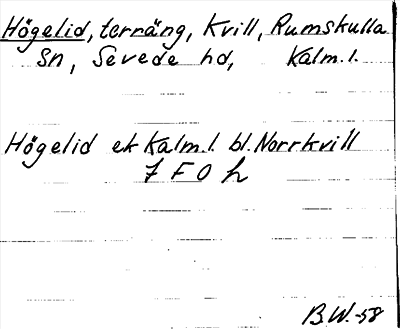 Högelid, terräng, Kvill, Rumskulla
Sn, Sevede hd, Kalm.l.
Högelid ek Kalm.l. bl. Norrkvill
7 F 0 h
B.W.-58